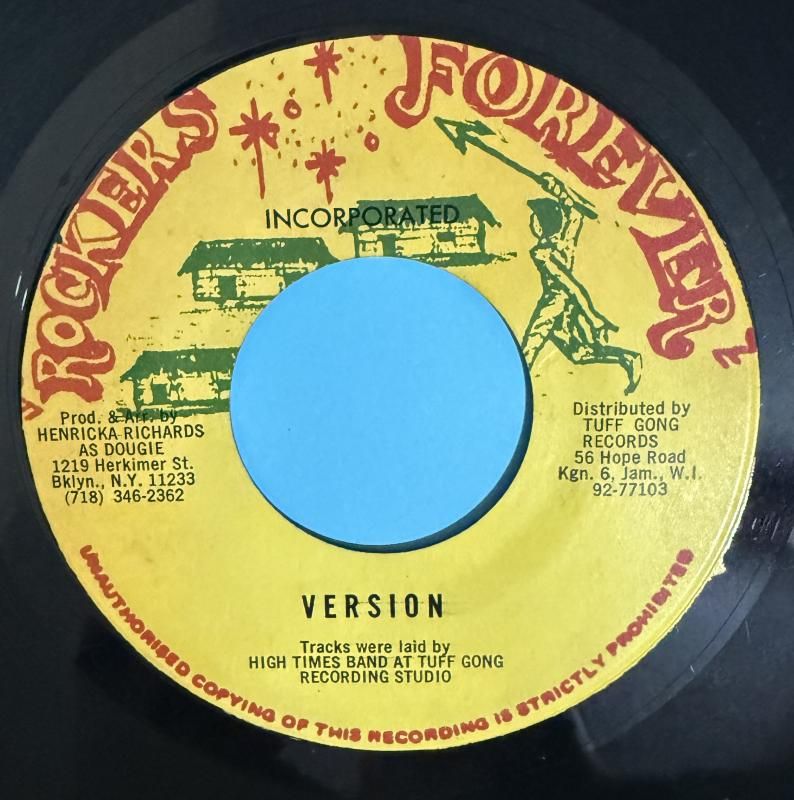 ROCKERS FOREVER
INCORPORATED
Prod. & Arr. by
HENRICKA RICHARDS
AS DOUGIE
1219 Herkimer St.
Bklyn., N.Y. 11233
(718) 346-2362
Distributed by
TUFF GONG
RECORDS
56 Hope Road
Kgn. 6, Jam., W.I.
92-77103
VERSION
Tracks were laid by
HIGH TIMES BAND AT TUFF GONG
RECORDING STUDIO
UNAUTHORISED COPYING OF THIS RECORDING IS STRICTLY PROHIBITED